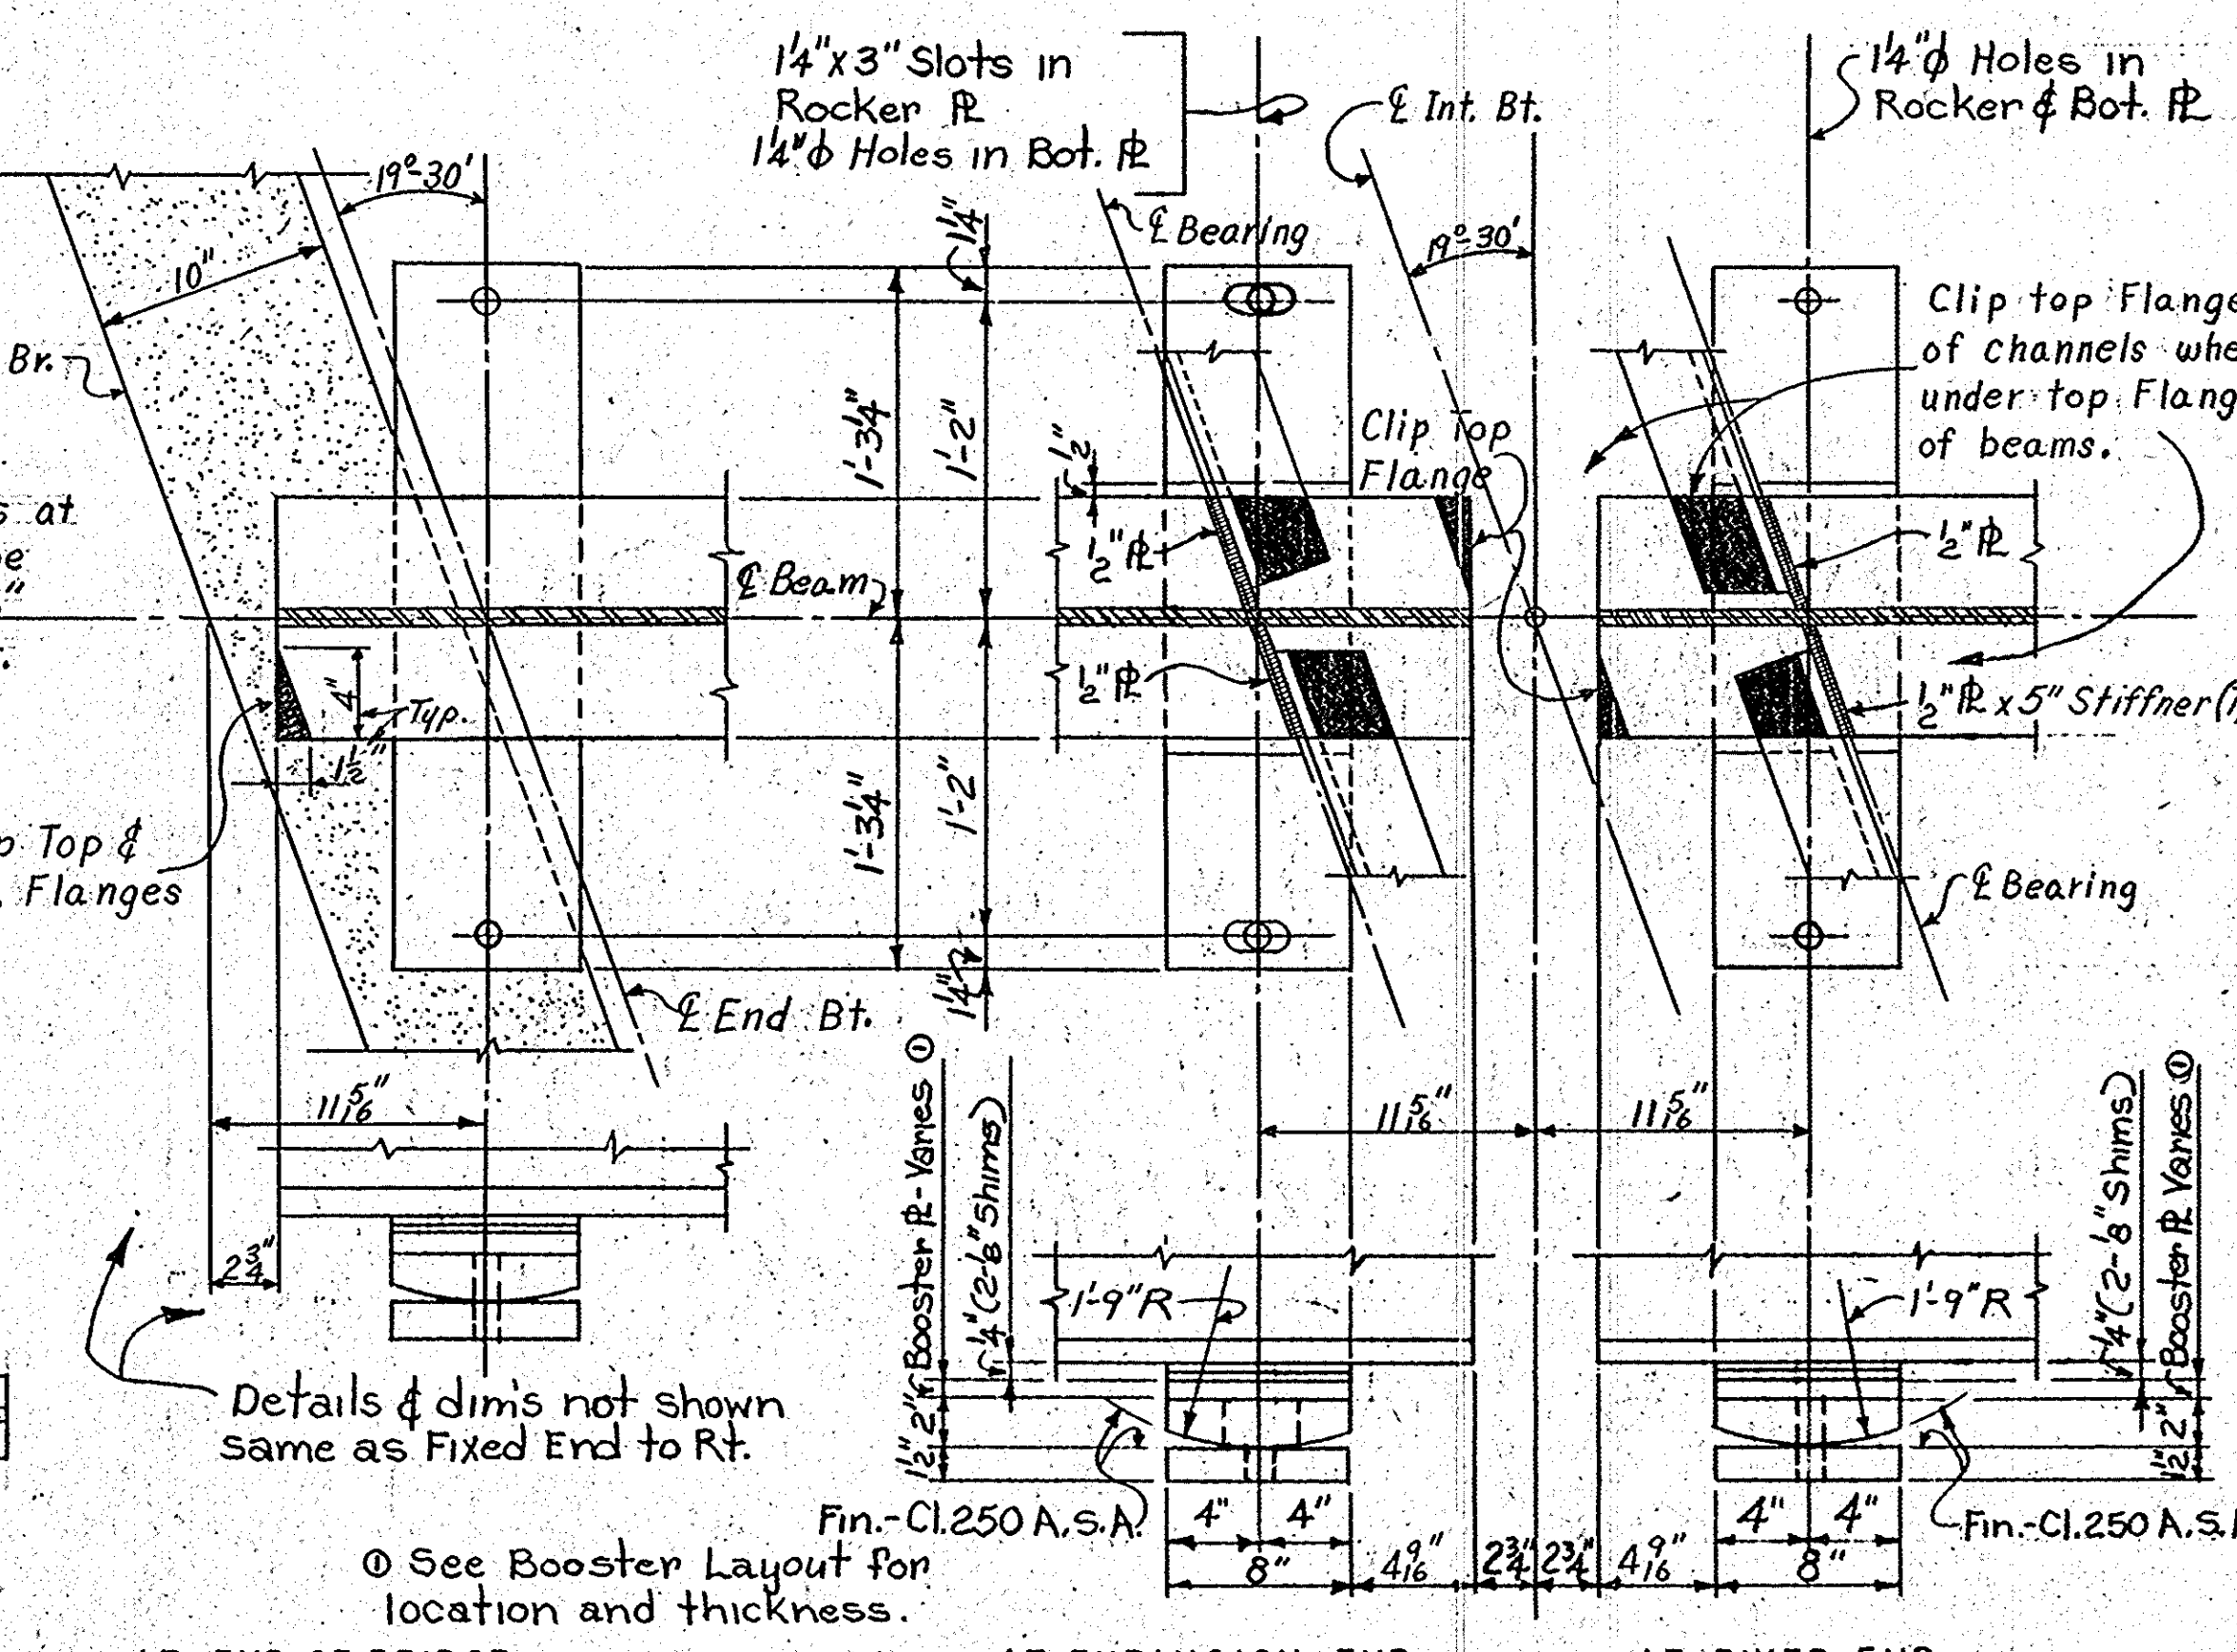 1¼"x3" Slots in
Rocker ℄
1¼"ϕ Holes in Bot. ℄
℄ Int. Bt.
1¼"ϕ Holes in
Rocker & Bot. ℄
19°-30'
1¼"
℄ Bearing
19°-30'
10"
Br.
Clip top Flange
of channels
under top Flang
of beams.
1'-3¼"
1'-2"
½"
Clip Top
Flange
at
½" ℄
½" ℄
℄ Beam
½" ℄
½" ℄ x 5" Stiffner
4"
Typ.
1½"
1'-3¼"
1'-2"
Top &
Flanges
℄ Bearing
1¼"
℄ End Bt.
11 5/16"
11 5/16"
11 5/16"
Booster ℄ - Varies ①
¼" (2-⅛" Shims)
¼" (2-⅛" Shims)
Booster ℄ Varies ①
2¾"
1'-9" R
1'-9" R
Details & dim's not shown
same as Fixed End to Rt.
2"
1½"
2"
1½"
Fin.-Cl.250 A.S.A.
Fin.-Cl.250 A.S.
4" 4"
4" 4"
8" 4 9/16" 2¾" 2¾" 4 9/16" 8"
① See Booster Layout for
location and thickness.